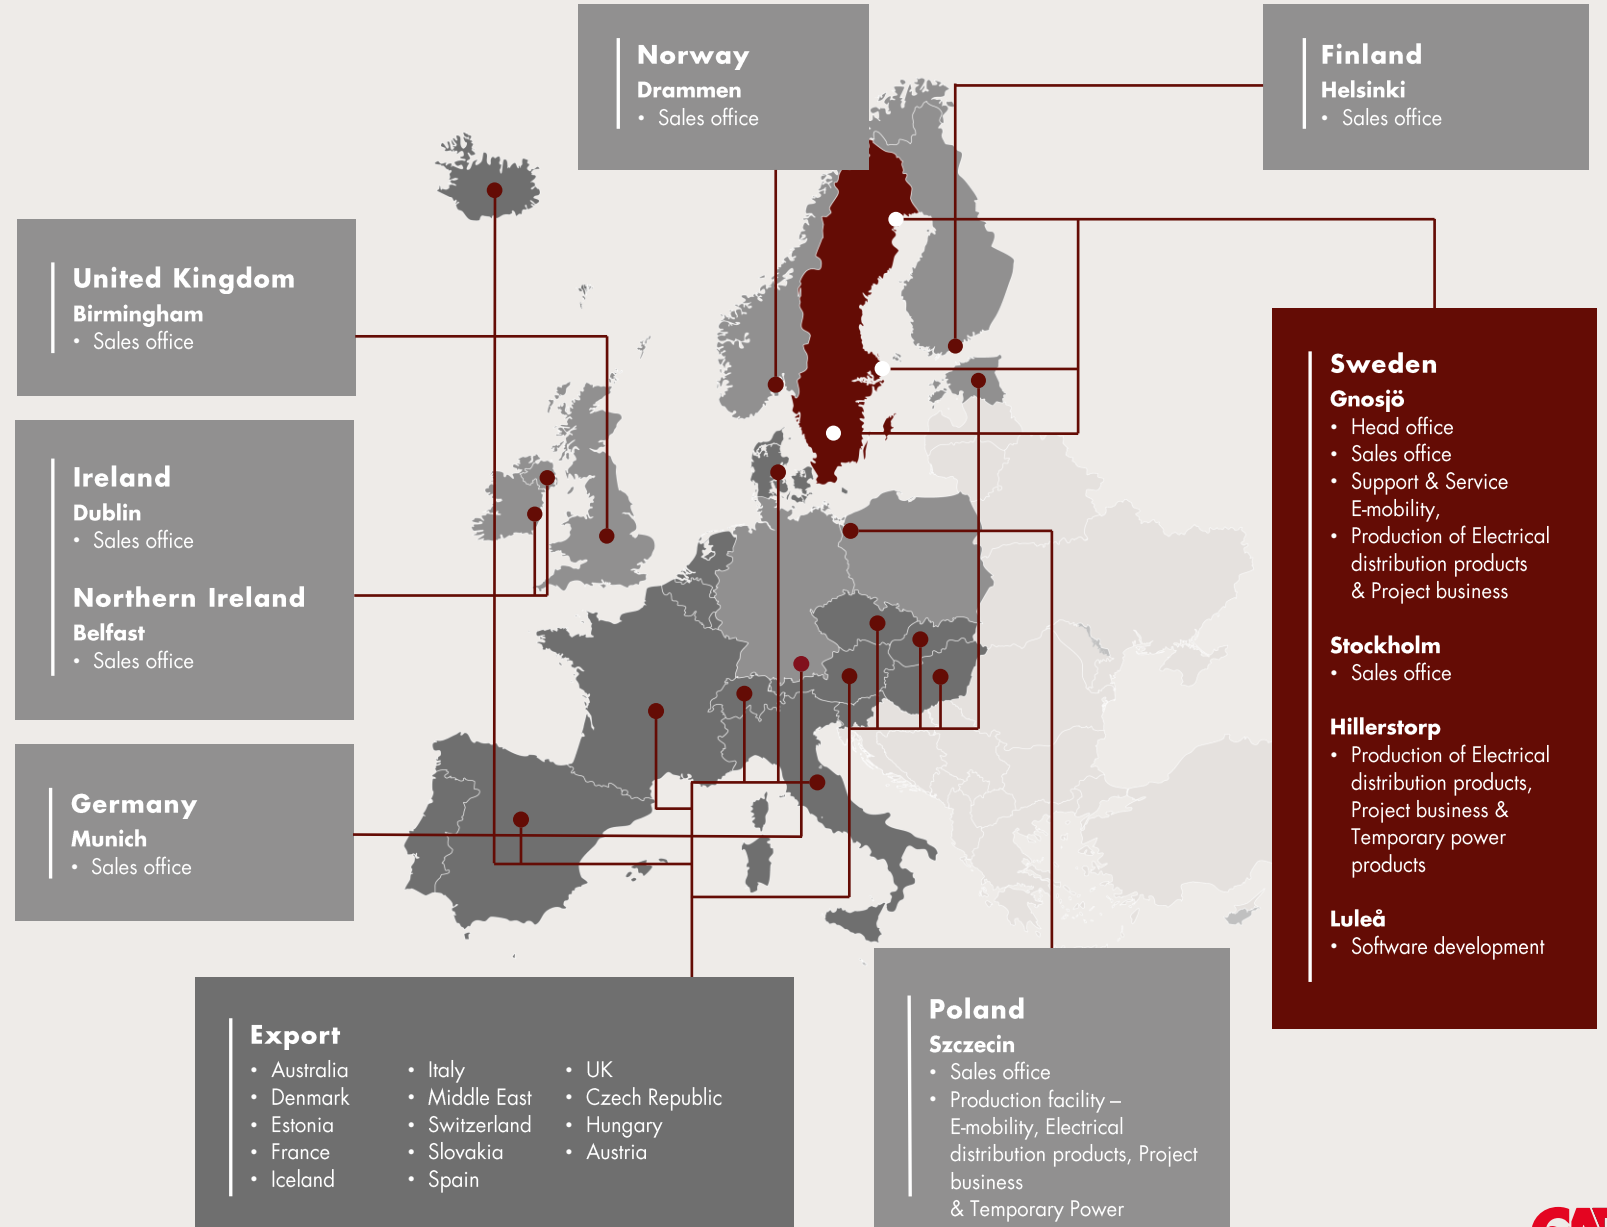 Norway
Drammen
• Sales office
Finland
Helsinki
• Sales office
United Kingdom
Birmingham
• Sales office
Ireland
Dublin
• Sales office
Northern Ireland
Belfast
• Sales office
Germany
Munich
• Sales office
Sweden
Gnosjö
• Head office
• Sales office
• Support & Service
E-mobility,
• Production of Electrical
distribution products
& Project business
Stockholm
• Sales office
Hillerstorp
• Production of Electrical
distribution products,
Project business &
Temporary power
products
Luleå
• Software development
Export
• Australia
• Denmark
• Estonia
• France
• Iceland
• Italy
• Middle East
• Switzerland
• Slovakia
• Spain
• UK
• Czech Republic
• Hungary
• Austria
Poland
Szczecin
• Sales office
• Production facility –
E-mobility, Electrical
distribution products, Project
business
& Temporary Power